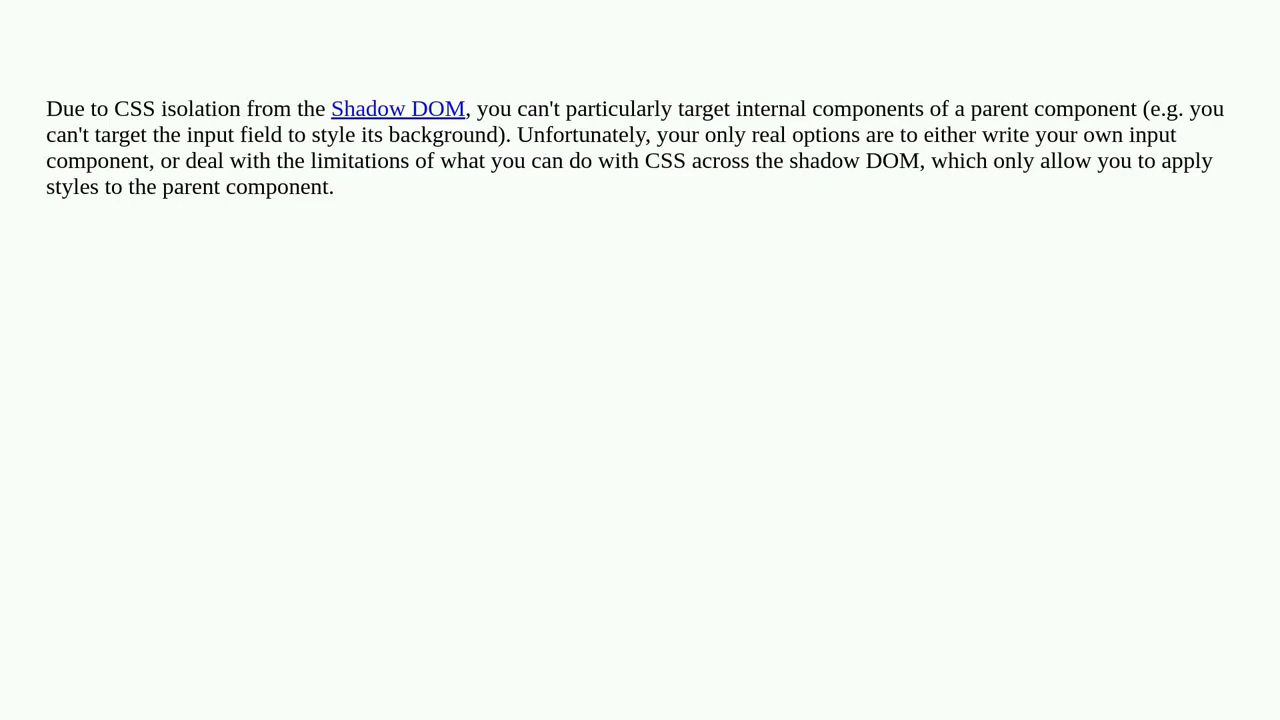 Due to CSS isolation from the Shadow DOM, you can't particularly target internal components of a parent component (e.g. you
can't target the input field to style its background). Unfortunately, your only real options are to either write your own input
component, or deal with the limitations of what you can do with CSS across the shadow DOM, which only allow you to apply
styles to the parent component.